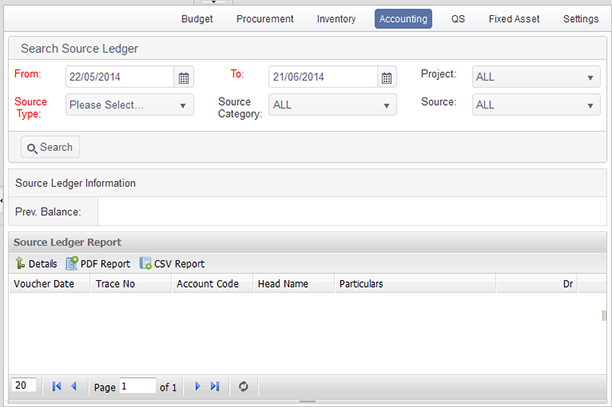 Budget Procurement Inventory Accounting QS Fixed Asset Settings
Search Source Ledger
From: 22/05/2014 To: 21/06/2014 Project: ALL
Source Type: Please Select... Source Category: ALL Source: ALL
Search
Source Ledger Information
Prev. Balance:
Source Ledger Report
Details PDF Report CSV Report
Voucher Date Trace No Account Code Head Name Particulars Dr
20 Page 1 of 1